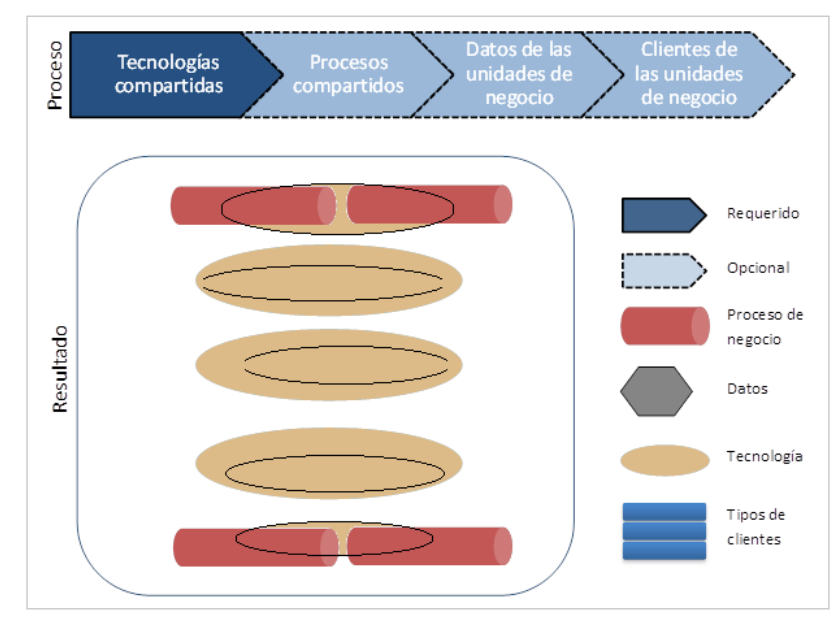 Proceso
Tecnologías
compartidas
Procesos
compartidos
Datos de las
unidades de
negocio
Clientes de
las unidades
de negocio
Resultado
Requerido
Opcional
Proceso de
negocio
Datos
Tecnología
Tipos de
clientes